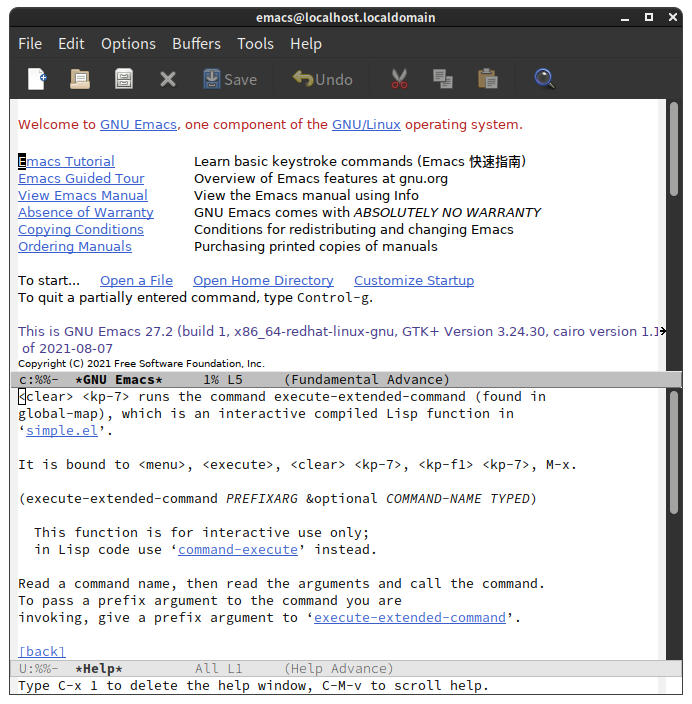 emacs@localhost.localdomain
File Edit Options Buffers Tools Help
Save Undo
Welcome to GNU Emacs, one component of the GNU/Linux operating system.
Emacs Tutorial Learn basic keystroke commands (Emacs 快速指南)
Emacs Guided Tour Overview of Emacs features at gnu.org
View Emacs Manual View the Emacs manual using Info
Absence of Warranty GNU Emacs comes with ABSOLUTELY NO WARRANTY
Copying Conditions Conditions for redistributing and changing Emacs
Ordering Manuals Purchasing printed copies of manuals
To start... Open a File Open Home Directory Customize Startup
To quit a partially entered command, type Control-g.
This is GNU Emacs 27.2 (build 1, x86_64-redhat-linux-gnu, GTK+ Version 3.24.30, cairo version 1.1
of 2021-08-07
Copyright (C) 2021 Free Software Foundation, Inc.
c:%%- *GNU Emacs* 1% L5 (Fundamental Advance)
<clear> <kp-7> runs the command execute-extended-command (found in
global-map), which is an interactive compiled Lisp function in
‘simple.el’.
It is bound to <menu>, <execute>, <clear> <kp-7>, <kp-f1> <kp-7>, M-x.
(execute-extended-command PREFIXARG &optional COMMAND-NAME TYPED)
This function is for interactive use only;
in Lisp code use ‘command-execute’ instead.
Read a command name, then read the arguments and call the command.
To pass a prefix argument to the command you are
invoking, give a prefix argument to ‘execute-extended-command’.
[back]
U:%%- *Help* All L1 (Help Advance)
Type C-x 1 to delete the help window, C-M-v to scroll help.